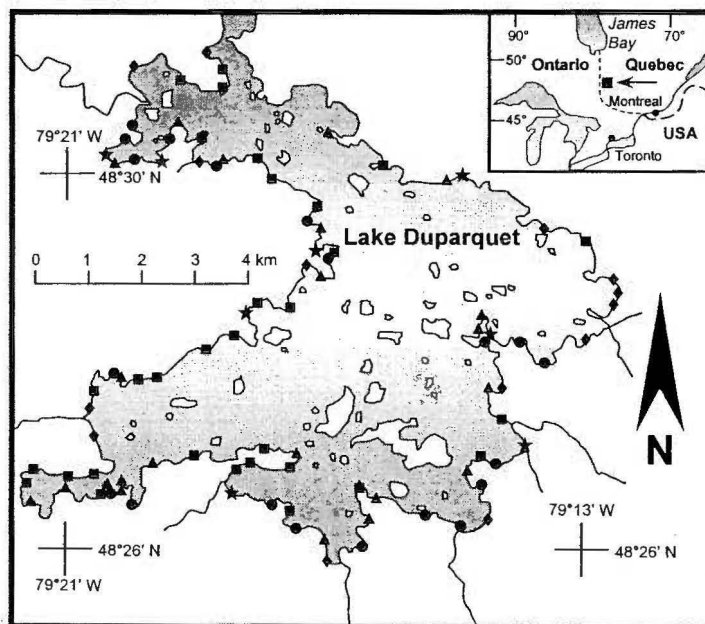 90°
James
Bay
70°
50°
Ontario
Quebec
Montreal
45°
USA
Toronto
79°21' W
48°30' N
Lake Duparquet
0 1 2 4 km
N
79°13' W
48°26' N
48°26' N
79°21' W